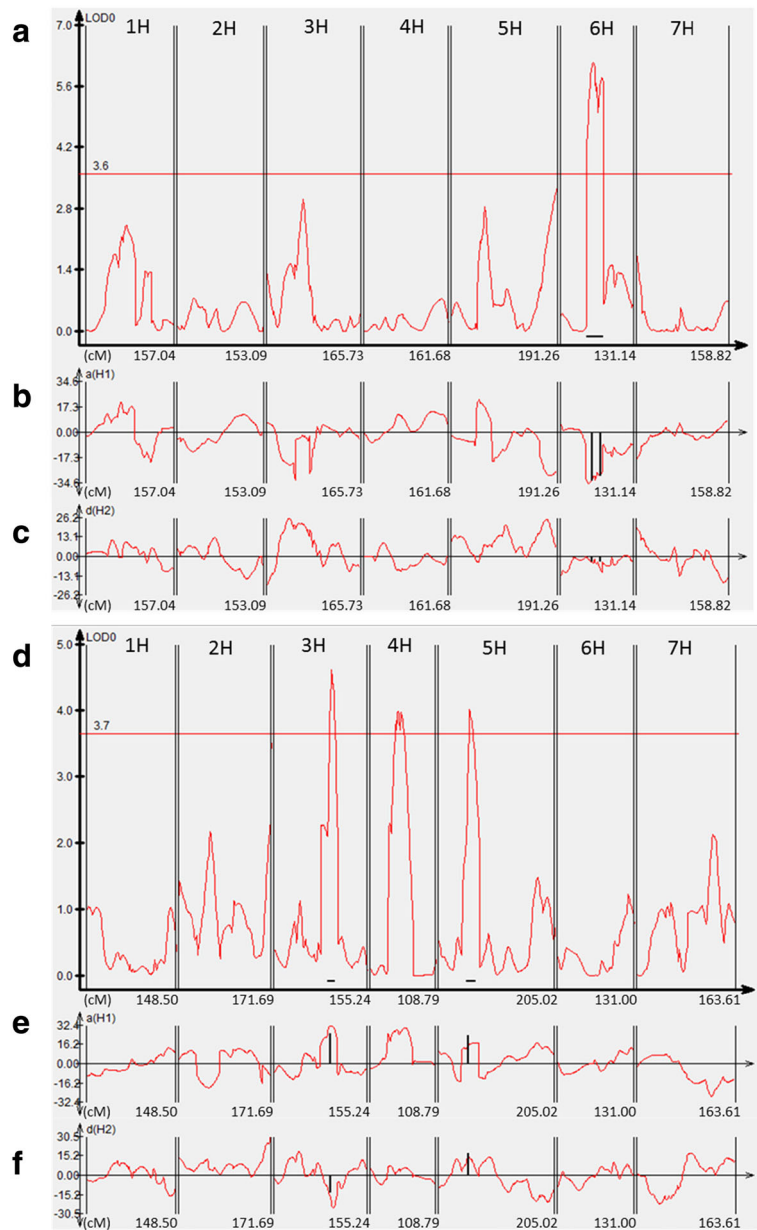 a
LOD0
7.0
1H 2H 3H 4H 5H 6H 7H
5.6
4.2
3.6
2.8
1.4
0.0
(cM) 157.04 153.09 165.73 161.68 191.26 131.14 158.82
b
a(H1)
34.6
17.3
0.00
-17.3
-34.6
(cM) 157.04 153.09 165.73 161.68 191.26 131.14 158.82
c
d(H2)
26.2
13.1
0.00
-13.1
-26.2
(cM) 157.04 153.09 165.73 161.68 191.26 131.14 158.82
d
LOD0
5.0
1H 2H 3H 4H 5H 6H 7H
4.0
3.7
3.0
2.0
1.0
0.0
(cM) 148.50 171.69 155.24 108.79 205.02 131.00 163.61
e
a(H1)
32.4
16.2
0.00
-16.2
-32.4
(cM) 148.50 171.69 155.24 108.79 205.02 131.00 163.61
f
d(H2)
30.5
15.2
0.00
-15.2
-30.5
(cM) 148.50 171.69 155.24 108.79 205.02 131.00 163.61